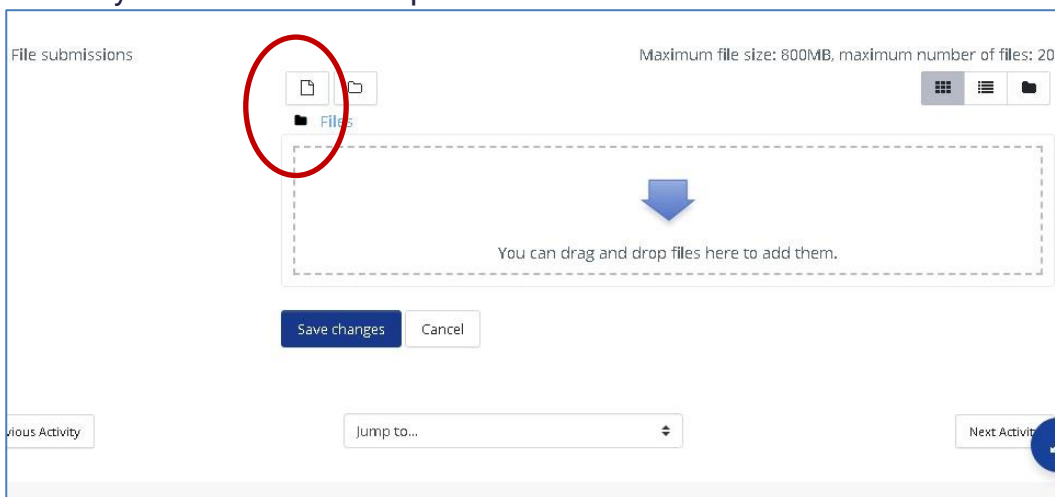 File submissions
Maximum file size: 800MB, maximum number of files: 20
Files
You can drag and drop files here to add them.
Save changes
Cancel
Activity
Jump to...
Next